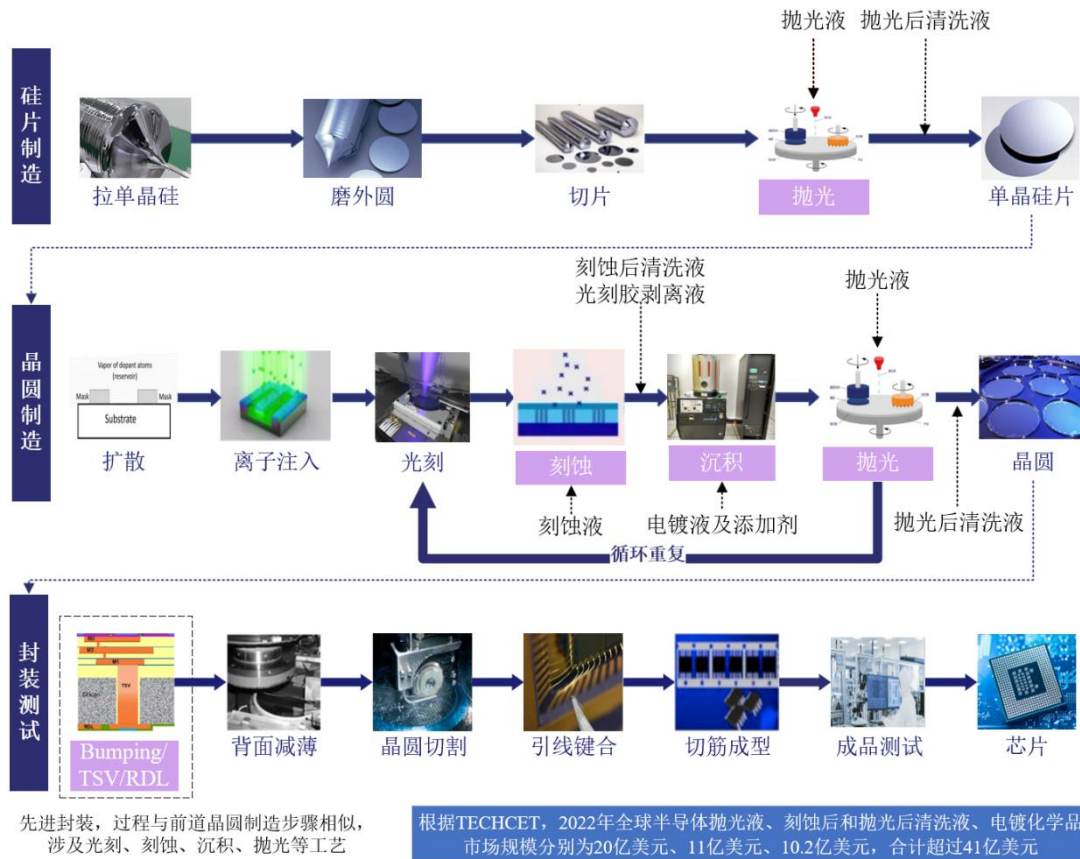 抛光液
抛光后清洗液
硅片制造
拉单晶硅
磨外圆
切片
抛光
单晶硅片
刻蚀后清洗液
光刻胶剥离液
抛光液
晶圆制造
Vapor of dopant atoms
(reservoir)
Mask
Mask
Substrate
扩散
离子注入
光刻
刻蚀
沉积
抛光
晶圆
刻蚀液
电镀液及添加剂
抛光后清洗液
循环重复
封装测试
M2
M1
TSV
RDL
Bumping/
TSV/RDL
背面减薄
晶圆切割
引线键合
切筋成型
成品测试
芯片
先进封装，过程与前道晶圆制造步骤相似，
涉及光刻、刻蚀、沉积、抛光等工艺
根据TECHCET，2022年全球半导体抛光液、刻蚀后和抛光后清洗液、电镀化学品
市场规模分别为20亿美元、11亿美元、10.2亿美元，合计超过41亿美元